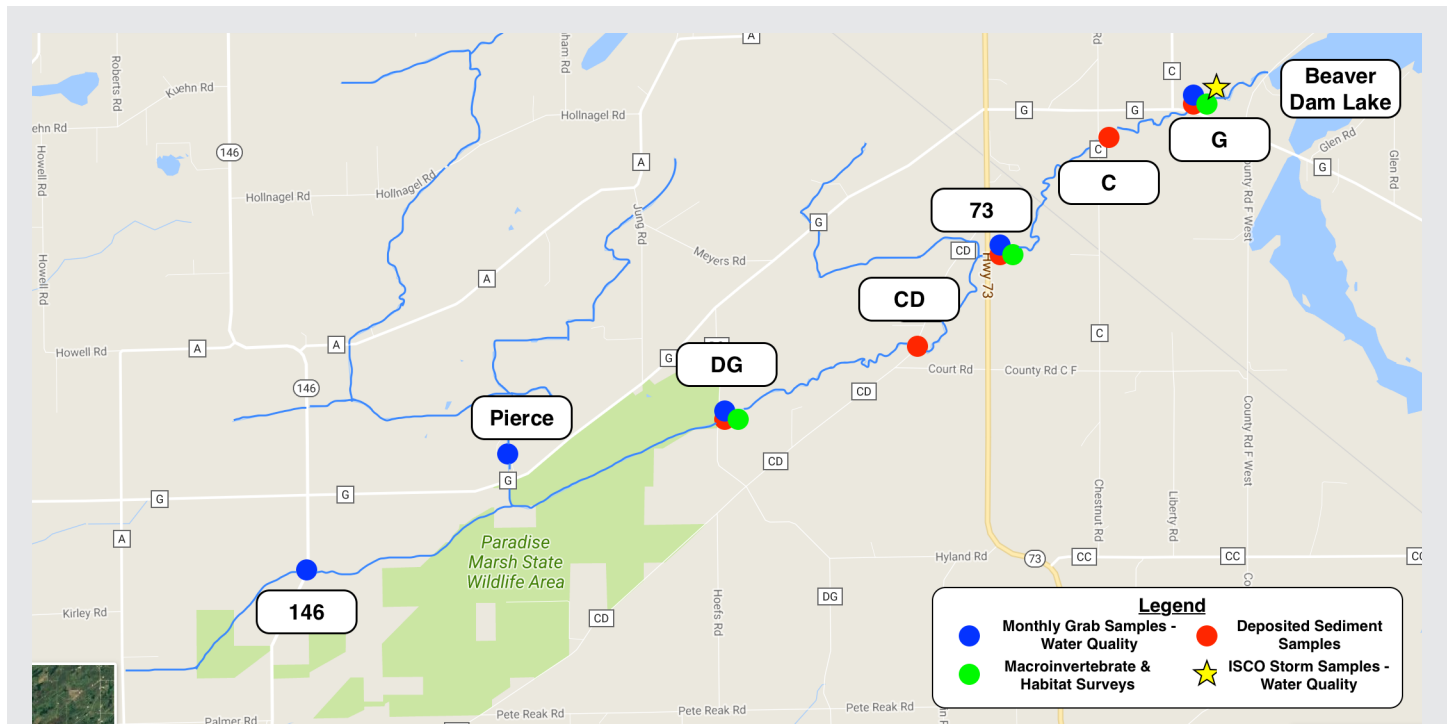 A
C
Roberts Rd
Kuehn Rd
Beaver
Dam Lake
G
G
Hollnagel Rd
ehn Rd
G
Glen Rd
146
A
C
G
Howell Rd
Glen Rd
Hollnagel Rd
Hollnagel Rd
C
73
Jung Rd
G
County Rd F West
Meyers Rd
CD
Howell Rd
A
Hwy 73
CD
C
Howell Rd
A
A
G
DG
Court Rd
County Rd C F
146
CD
Pierce
County Rd F West
CD
G
G
G
Chestnut Rd
Liberty Rd
A
Paradise
Marsh State
Wildlife Area
Hyland Rd
73
CC
CC
Kirley Rd
146
CD
Hoefs Rd
DG
Legend
Monthly Grab Samples -
Water Quality
Deposited Sediment
Samples
Macroinvertebrate &
Habitat Surveys
ISCO Storm Samples -
Water Quality
Palmer Rd
Pete Reak Rd
Pete Reak Rd
Pete Reak Rd